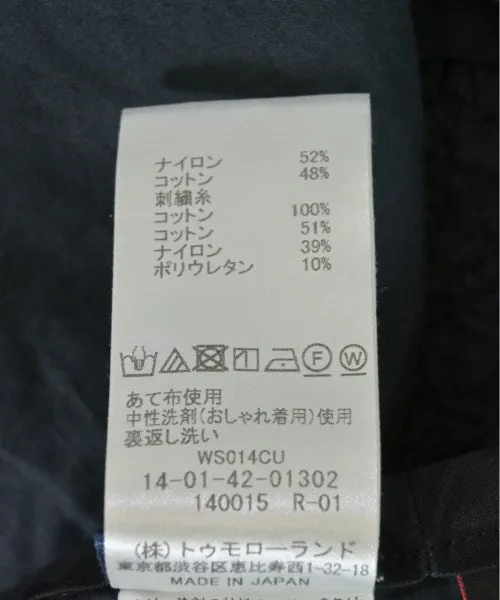 ナイロン 52%
コットン 48%
刺繍糸
コットン 100%
コットン 51%
ナイロン 39%
ポリウレタン 10%
F W
あて布使用
中性洗剤(おしゃれ着用)使用
裏返し洗い
WS014CU
14-01-42-01302
140015 R-01
(株)トゥモローランド
東京都渋谷区恵比寿西1-32-18
MADE IN JAPAN